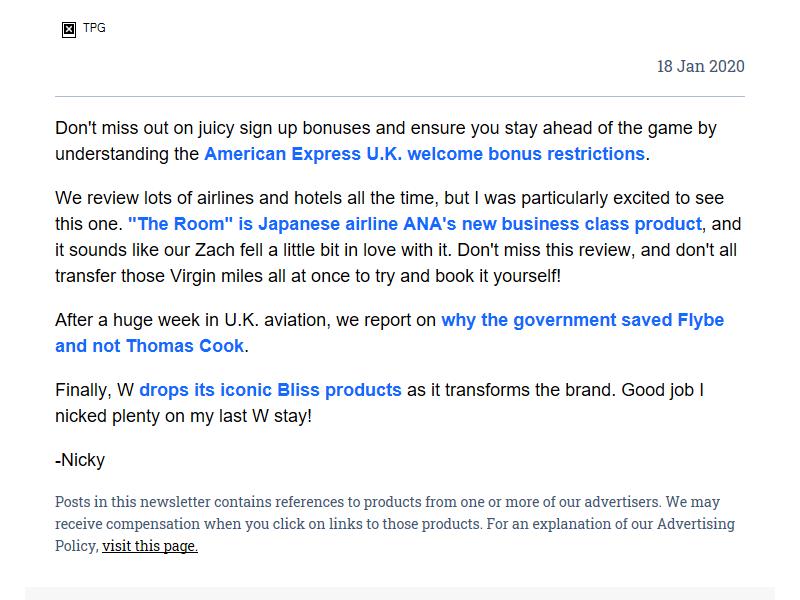 TPG
18 Jan 2020
Don't miss out on juicy sign up bonuses and ensure you stay ahead of the game by
understanding the American Express U.K. welcome bonus restrictions.
We review lots of airlines and hotels all the time, but I was particularly excited to see
this one. "The Room" is Japanese airline ANA's new business class product, and
it sounds like our Zach fell a little bit in love with it. Don't miss this review, and don't all
transfer those Virgin miles all at once to try and book it yourself!
After a huge week in U.K. aviation, we report on why the government saved Flybe
and not Thomas Cook.
Finally, W drops its iconic Bliss products as it transforms the brand. Good job I
nicked plenty on my last W stay!
-Nicky
Posts in this newsletter contains references to products from one or more of our advertisers. We may
receive compensation when you click on links to those products. For an explanation of our Advertising
Policy, visit this page.